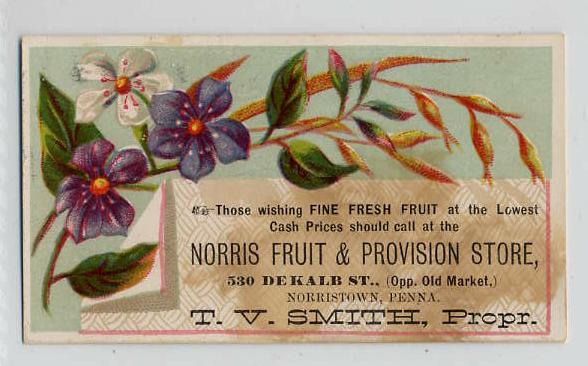 ☞Those wishing FINE FRESH FRUIT at the Lowest
Cash Prices should call at the
NORRIS FRUIT & PROVISION STORE,
530 DEKALB ST., (Opp. Old Market,)
NORRISTOWN, PENNA.
T. V. SMITH, Propr.